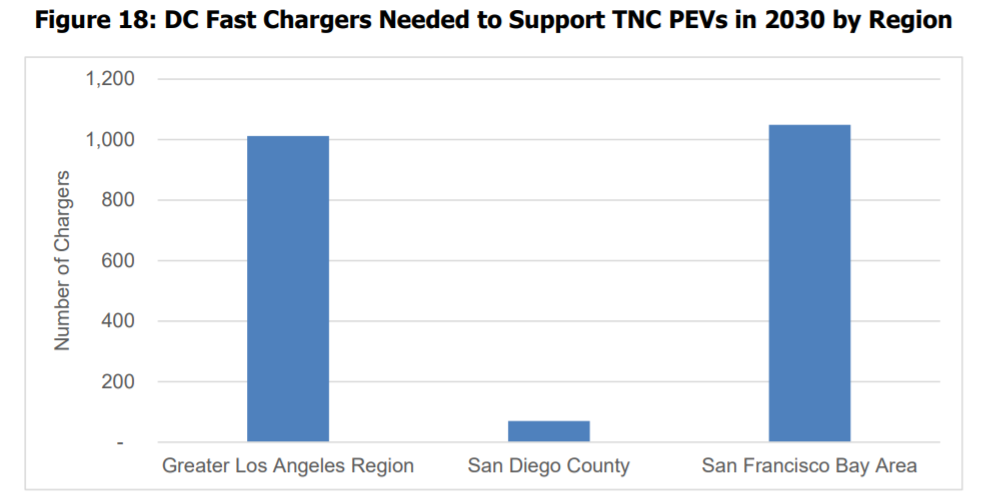 Figure 18: DC Fast Chargers Needed to Support TNC PEVs in 2030 by Region
1,200
1,000
800
600
400
200
-
Number of Chargers
Greater Los Angeles Region
San Diego County
San Francisco Bay Area